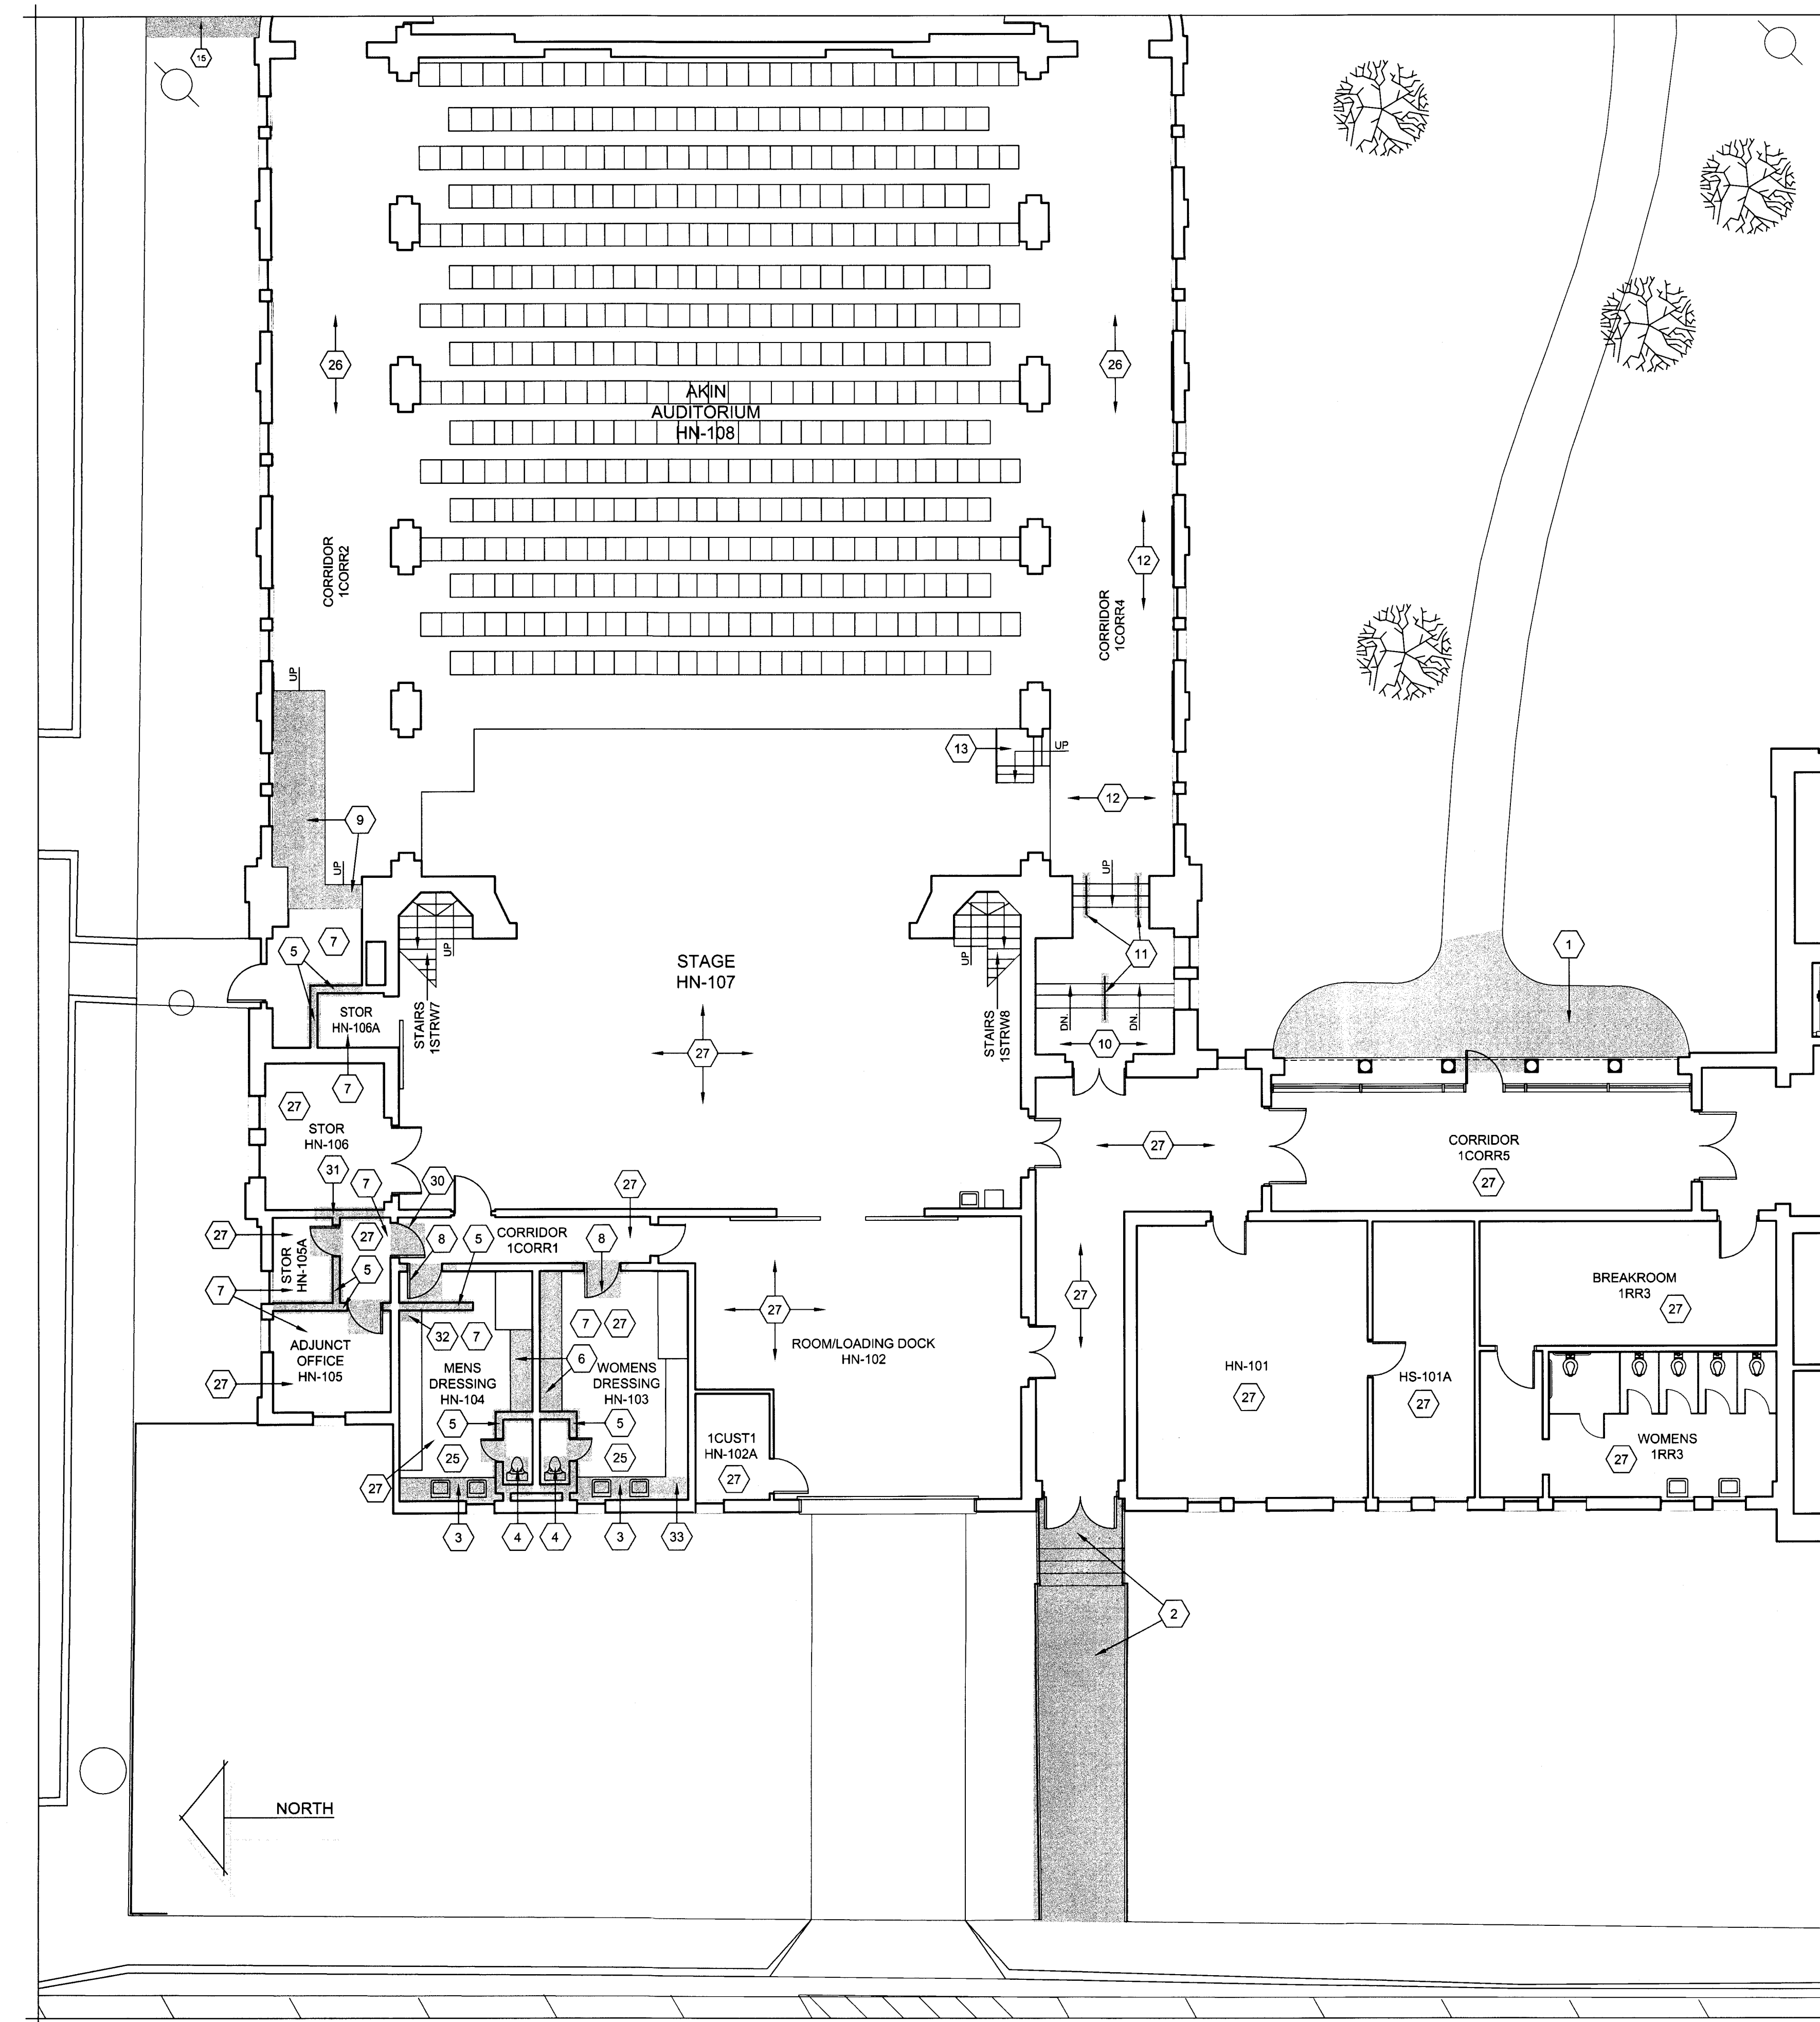 15
26
26
AKIN
AUDITORIUM
HN-108
CORRIDOR
1CORR2
12
CORRIDOR
1CORR4
UP
13
UP
12
9
UP
UP
7
5
UP
STAGE
HN-107
UP
11
1
STOR
HN-106A
STAIRS
1STRW7
STAIRS
1STRW8
DN.
DN.
10
27
7
27
STOR
HN-106
31
7
30
27
27
CORRIDOR
1CORR5
27
27
STOR
HN-105A
27
8
5
CORRIDOR
1CORR1
8
5
7
27
27
27
BREAKROOM
1RR3
27
32
7
7
27
ADJUNCT
OFFICE
HN-105
27
6
MENS
DRESSING
HN-104
WOMENS
DRESSING
HN-103
ROOM/LOADING DOCK
HN-102
HN-101
27
HS-101A
27
5
5
25
25
27
1CUST1
HN-102A
27
WOMENS
1RR3
27
3
4
4
3
33
2
NORTH